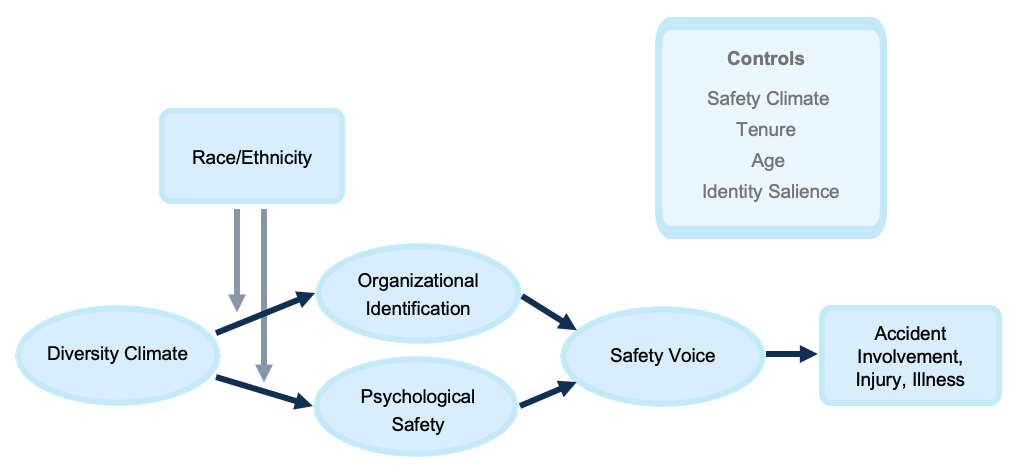 Controls
Safety Climate
Tenure
Age
Identity Salience
Race/Ethnicity
Organizational
Identification
Diversity Climate
Psychological
Safety
Safety Voice
Accident
Involvement,
Injury, Illness